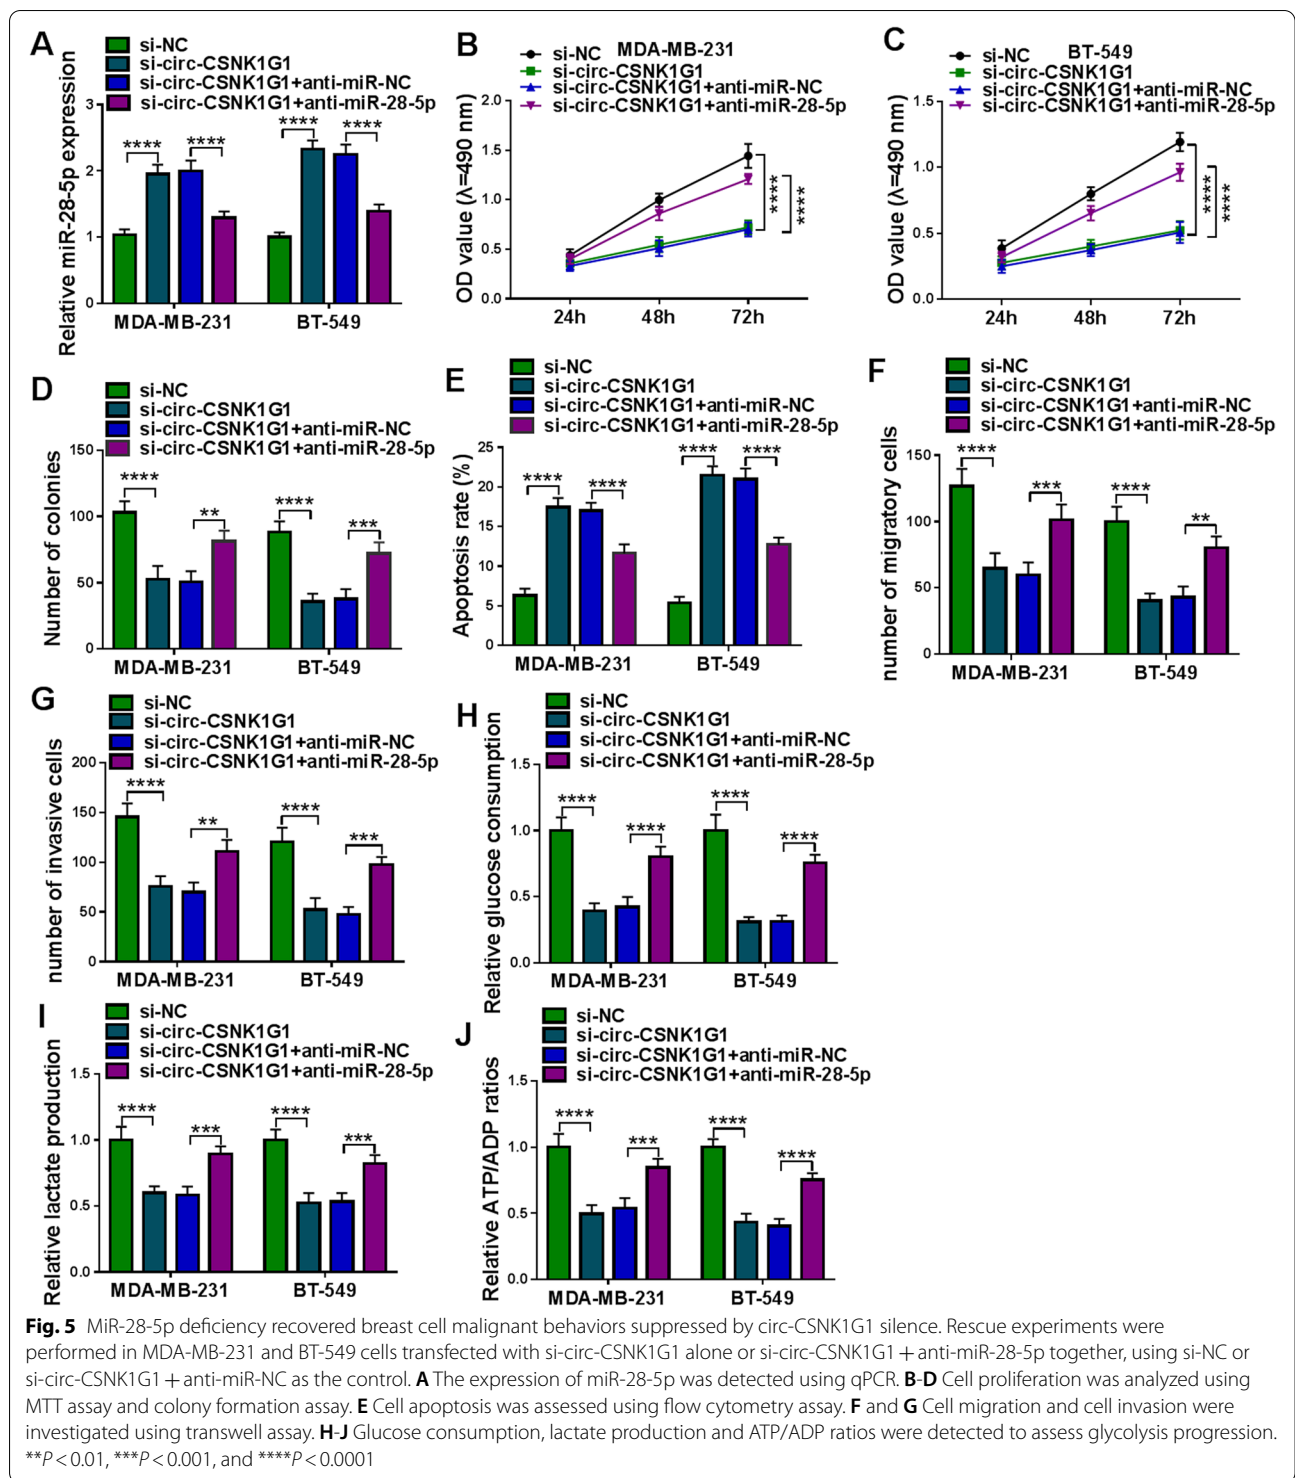 A
si-NC
si-circ-CSNK1G1
si-circ-CSNK1G1+anti-miR-NC
si-circ-CSNK1G1+anti-miR-28-5p
Relative miR-28-5p expression
3
2
1
0
**** **** **** ****
MDA-MB-231 BT-549
B
MDA-MB-231
si-NC
si-circ-CSNK1G1
si-circ-CSNK1G1+anti-miR-NC
si-circ-CSNK1G1+anti-miR-28-5p
OD value (λ=490 nm)
2.0
1.5
1.0
0.5
0.0
**** ****
24h 48h 72h
C
BT-549
si-NC
si-circ-CSNK1G1
si-circ-CSNK1G1+anti-miR-NC
si-circ-CSNK1G1+anti-miR-28-5p
OD value (λ=490 nm)
1.5
1.0
0.5
0.0
**** ****
24h 48h 72h
D
si-NC
si-circ-CSNK1G1
si-circ-CSNK1G1+anti-miR-NC
si-circ-CSNK1G1+anti-miR-28-5p
Number of colonies
150
100
50
0
**** ** **** ***
MDA-MB-231 BT-549
E
si-NC
si-circ-CSNK1G1
si-circ-CSNK1G1+anti-miR-NC
si-circ-CSNK1G1+anti-miR-28-5p
Apoptosis rate (%)
25
20
15
10
5
0
**** **** **** ****
MDA-MB-231 BT-549
F
si-NC
si-circ-CSNK1G1
si-circ-CSNK1G1+anti-miR-NC
si-circ-CSNK1G1+anti-miR-28-5p
number of migratory cells
150
100
50
0
**** *** **** **
MDA-MB-231 BT-549
G
si-NC
si-circ-CSNK1G1
si-circ-CSNK1G1+anti-miR-NC
si-circ-CSNK1G1+anti-miR-28-5p
number of invasive cells
200
150
100
50
0
**** ** **** ***
MDA-MB-231 BT-549
H
si-NC
si-circ-CSNK1G1
si-circ-CSNK1G1+anti-miR-NC
si-circ-CSNK1G1+anti-miR-28-5p
Relative glucose consumption
1.5
1.0
0.5
0.0
**** **** **** ****
MDA-MB-231 BT-549
I
si-NC
si-circ-CSNK1G1
si-circ-CSNK1G1+anti-miR-NC
si-circ-CSNK1G1+anti-miR-28-5p
Relative lactate production
1.5
1.0
0.5
0.0
**** *** **** ***
MDA-MB-231 BT-549
J
si-NC
si-circ-CSNK1G1
si-circ-CSNK1G1+anti-miR-NC
si-circ-CSNK1G1+anti-miR-28-5p
Relative ATP/ADP ratios
1.5
1.0
0.5
0.0
**** *** **** ****
MDA-MB-231 BT-549
Fig. 5 MiR-28-5p deficiency recovered breast cell malignant behaviors suppressed by circ-CSNK1G1 silence. Rescue experiments were
performed in MDA-MB-231 and BT-549 cells transfected with si-circ-CSNK1G1 alone or si-circ-CSNK1G1 + anti-miR-28-5p together, using si-NC or
si-circ-CSNK1G1 + anti-miR-NC as the control. A The expression of miR-28-5p was detected using qPCR. B-D Cell proliferation was analyzed using
MTT assay and colony formation assay. E Cell apoptosis was assessed using flow cytometry assay. F and G Cell migration and cell invasion were
investigated using transwell assay. H-J Glucose consumption, lactate production and ATP/ADP ratios were detected to assess glycolysis progression.
**P < 0.01, ***P < 0.001, and ****P < 0.0001